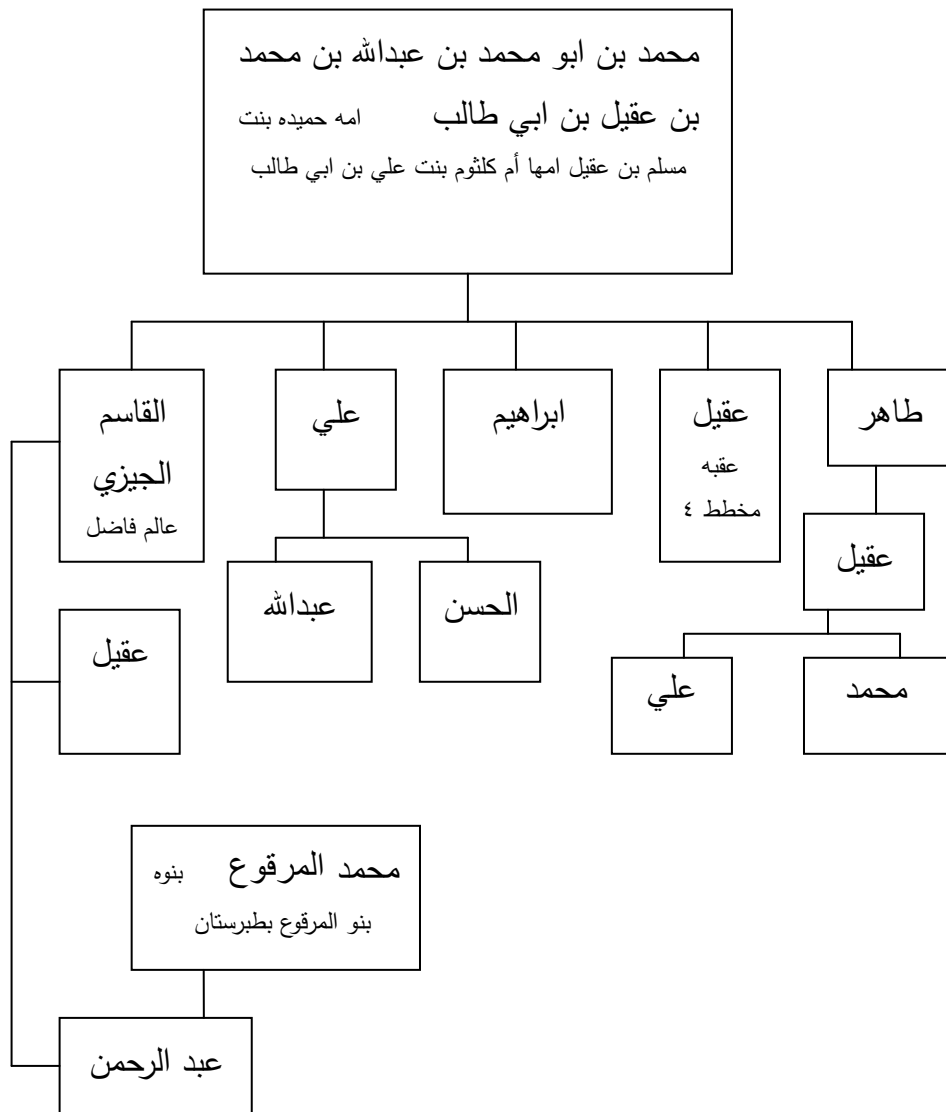 محمد بن ابو محمد بن عبدالله بن محمد
بن عقيل بن ابي طالب امه حميده بنت
مسلم بن عقيل امها أم كلثوم بنت علي بن ابي طالب
طاهر
عقيل
عقبه
مخطط ٤
ابراهيم
علي
القاسم
الجيزي
عالم فاضل
عقيل
محمد
علي
الحسن
عبدالله
عقيل
محمد المرقوع بنوه
بنو المرقوع بطبرستان
عبد الرحمن